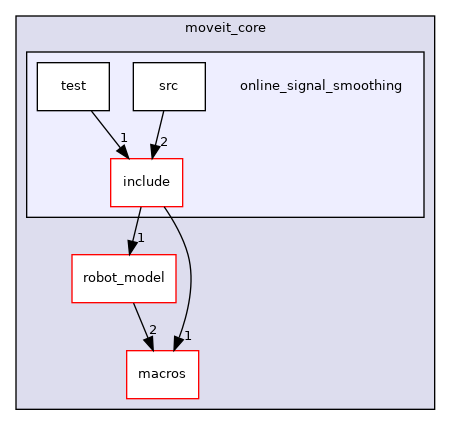 moveit_core
test
src
online_signal_smoothing
1
2
include
1
robot_model
2
1
macros